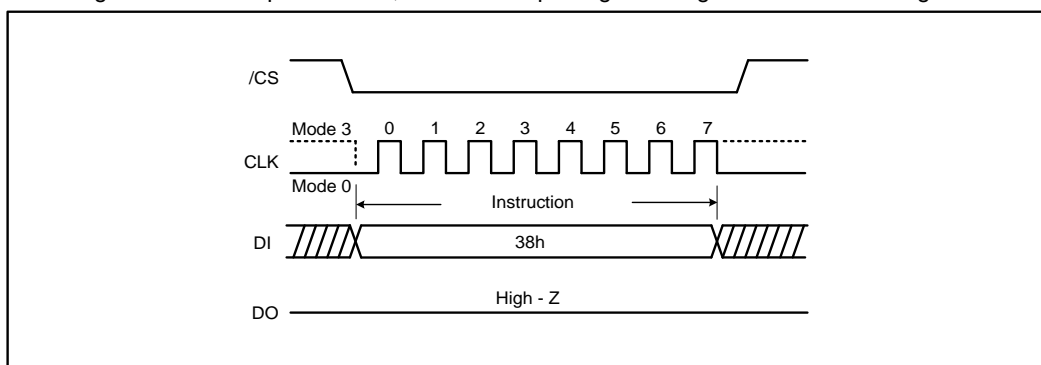 /CS
Mode 3 0 1 2 3 4 5 6 7
CLK
Mode 0
Instruction
DI 38h
High - Z
DO